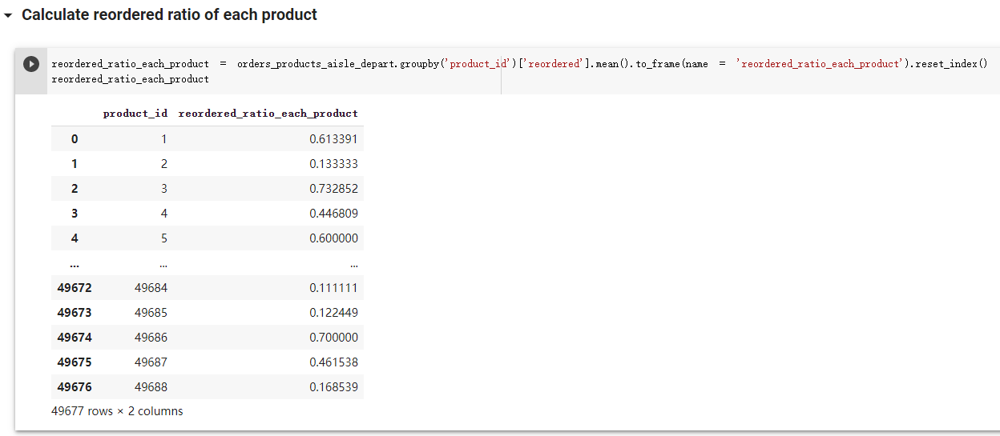 Calculate reordered ratio of each product
reordered_ratio_each_product = orders_products_aisle_depart.groupby('product_id')['reordered'].mean().to_frame(name = 'reordered_ratio_each_product').reset_index()
reordered_ratio_each_product
product_id reordered_ratio_each_product
0 1 0.613391
1 2 0.133333
2 3 0.732852
3 4 0.446809
4 5 0.600000
... ... ...
49672 49684 0.111111
49673 49685 0.122449
49674 49686 0.700000
49675 49687 0.461538
49676 49688 0.168539
49677 rows × 2 columns